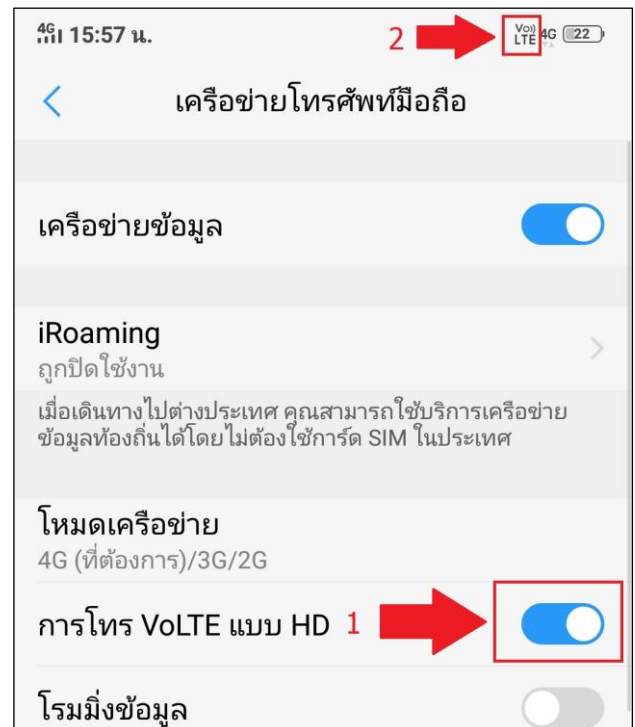 4G 15:57 น. 2 Vo)) LTE 4G 22
เครือข่ายโทรศัพท์มือถือ
เครือข่ายข้อมูล
iRoaming
ถูกปิดใช้งาน
เมื่อเดินทางไปต่างประเทศ คุณสามารถใช้บริการเครือข่าย
ข้อมูลท้องถิ่นได้โดยไม่ต้องใช้การ์ด SIM ในประเทศ
โหมดเครือข่าย
4G (ที่ต้องการ)/3G/2G
การโทร VoLTE แบบ HD 1
โรมมิ่งข้อมูล